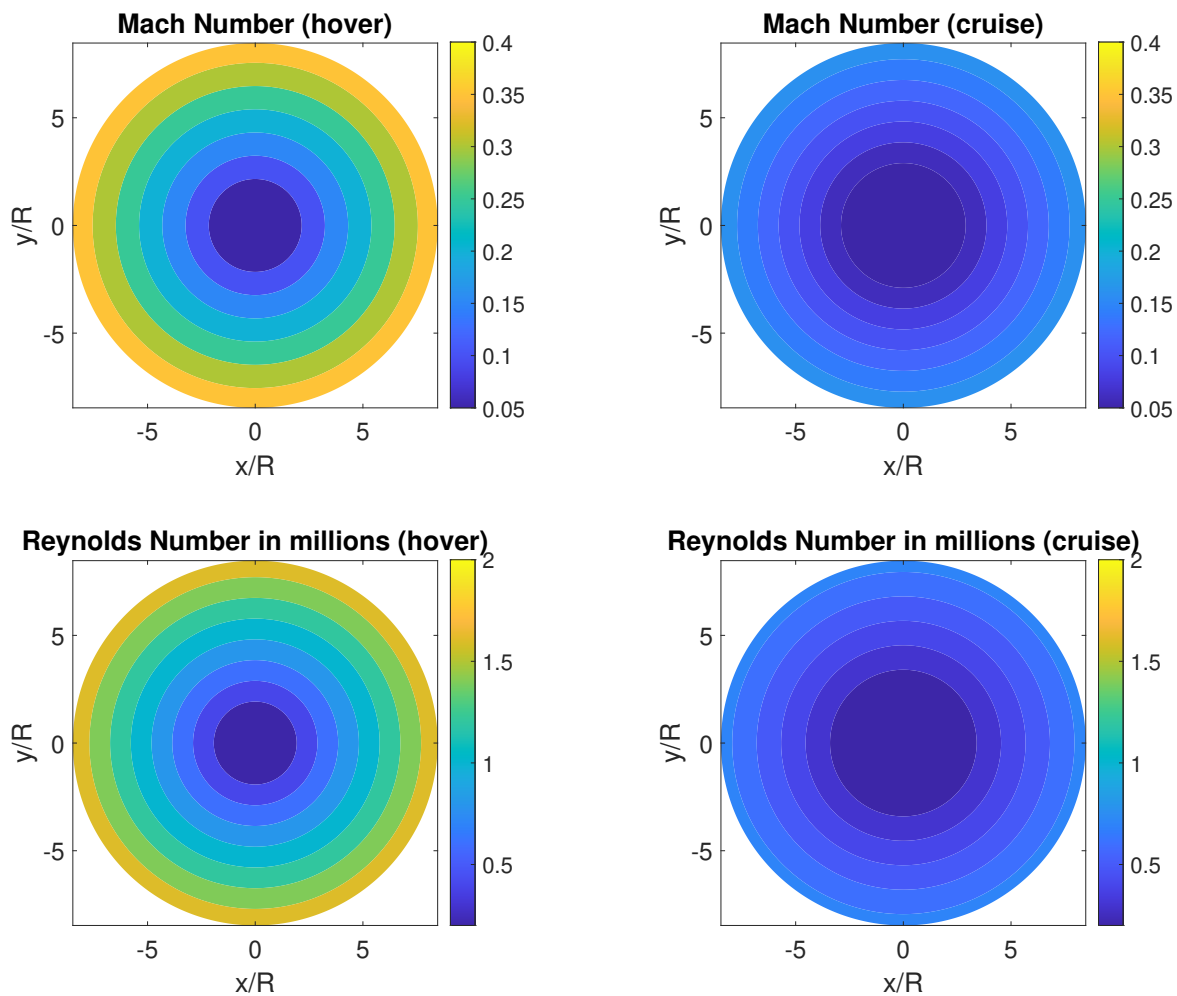 Mach Number (hover)
y/R
5
0
-5
-5 0 5
x/R
0.4
0.35
0.3
0.25
0.2
0.15
0.1
0.05
Mach Number (cruise)
y/R
5
0
-5
-5 0 5
x/R
0.4
0.35
0.3
0.25
0.2
0.15
0.1
0.05
Reynolds Number in millions (hover)
y/R
5
0
-5
-5 0 5
x/R
2
1.5
1
0.5
Reynolds Number in millions (cruise)
y/R
5
0
-5
-5 0 5
x/R
2
1.5
1
0.5